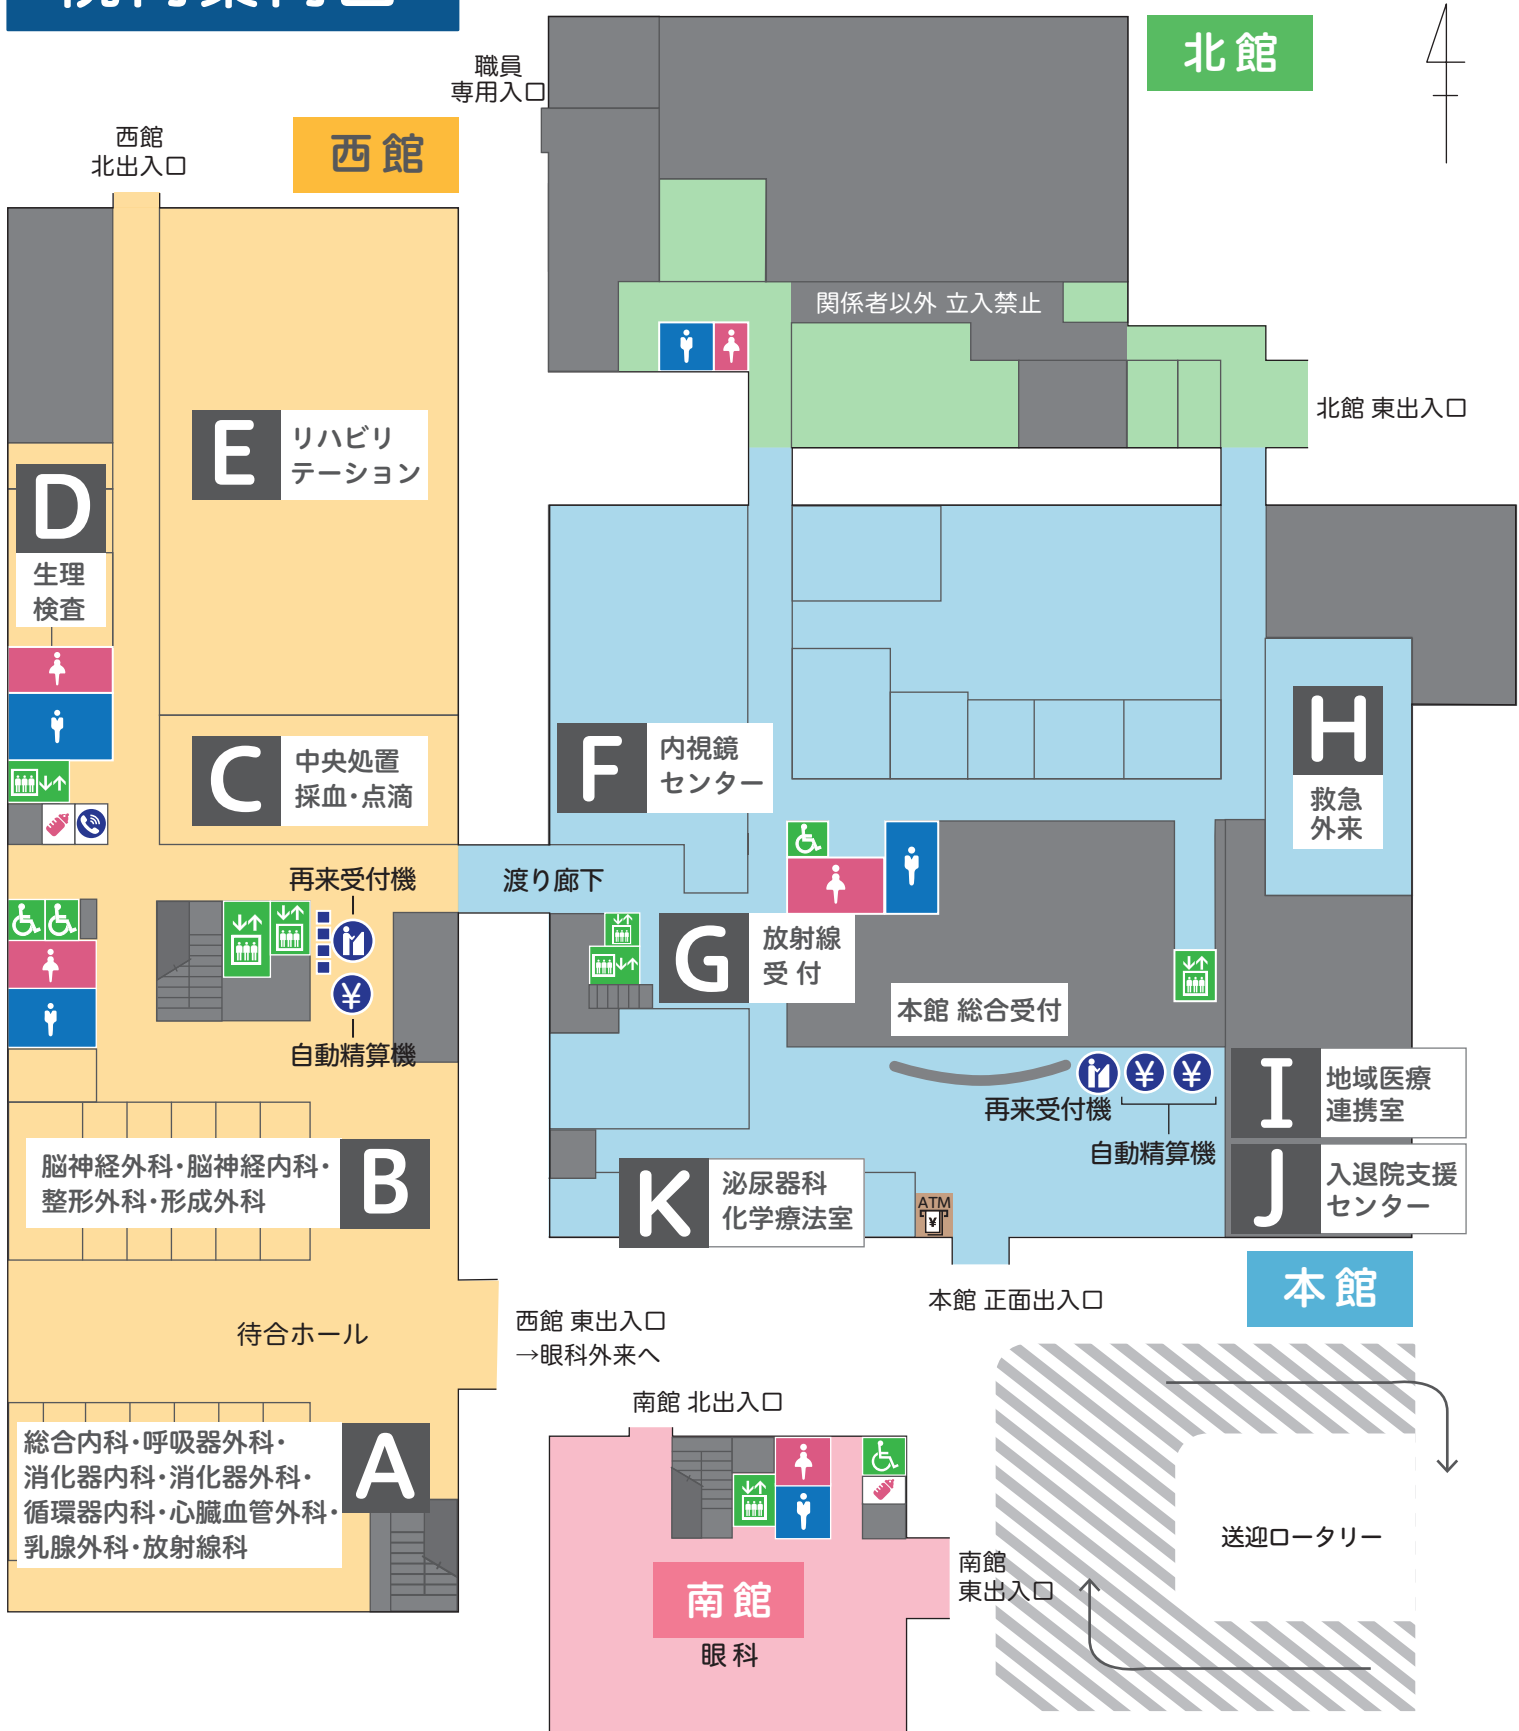 院内案内図
北館
職員
専用入口
西館
北出入口
西館
関係者以外 立入禁止
北館 東出入口
E
リハビリ
テーション
D
生理
検査
F
内視鏡
センター
H
救急
外来
C
中央処置
採血・点滴
再来受付機
渡り廊下
¥
自動精算機
G
放射線
受 付
本館 総合受付
¥
¥
再来受付機
自動精算機
I
地域医療
連携室
J
入退院支援
センター
脳神経外科・脳神経内科・
整形外科・形成外科
B
K
泌尿器科
化学療法室
ATM
¥
本館 正面出入口
本館
待合ホール
西館 東出入口
→眼科外来へ
南館 北出入口
総合内科・呼吸器外科・
消化器内科・消化器外科・
循環器内科・心臓血管外科・
乳腺外科・放射線科
A
送迎ロータリー
南館
東出入口
南館
眼科